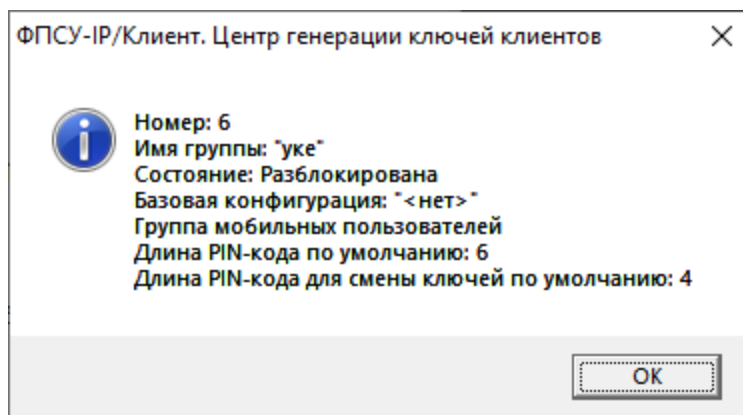 ФПСУ-IP/Клиент. Центр генерации ключей клиентов
Номер: 6
Имя группы: "уке"
Состояние: Разблокирована
Базовая конфигурация: "<нет>"
Группа мобильных пользователей
Длина PIN-кода по умолчанию: 6
Длина PIN-кода для смены ключей по умолчанию: 4
OK